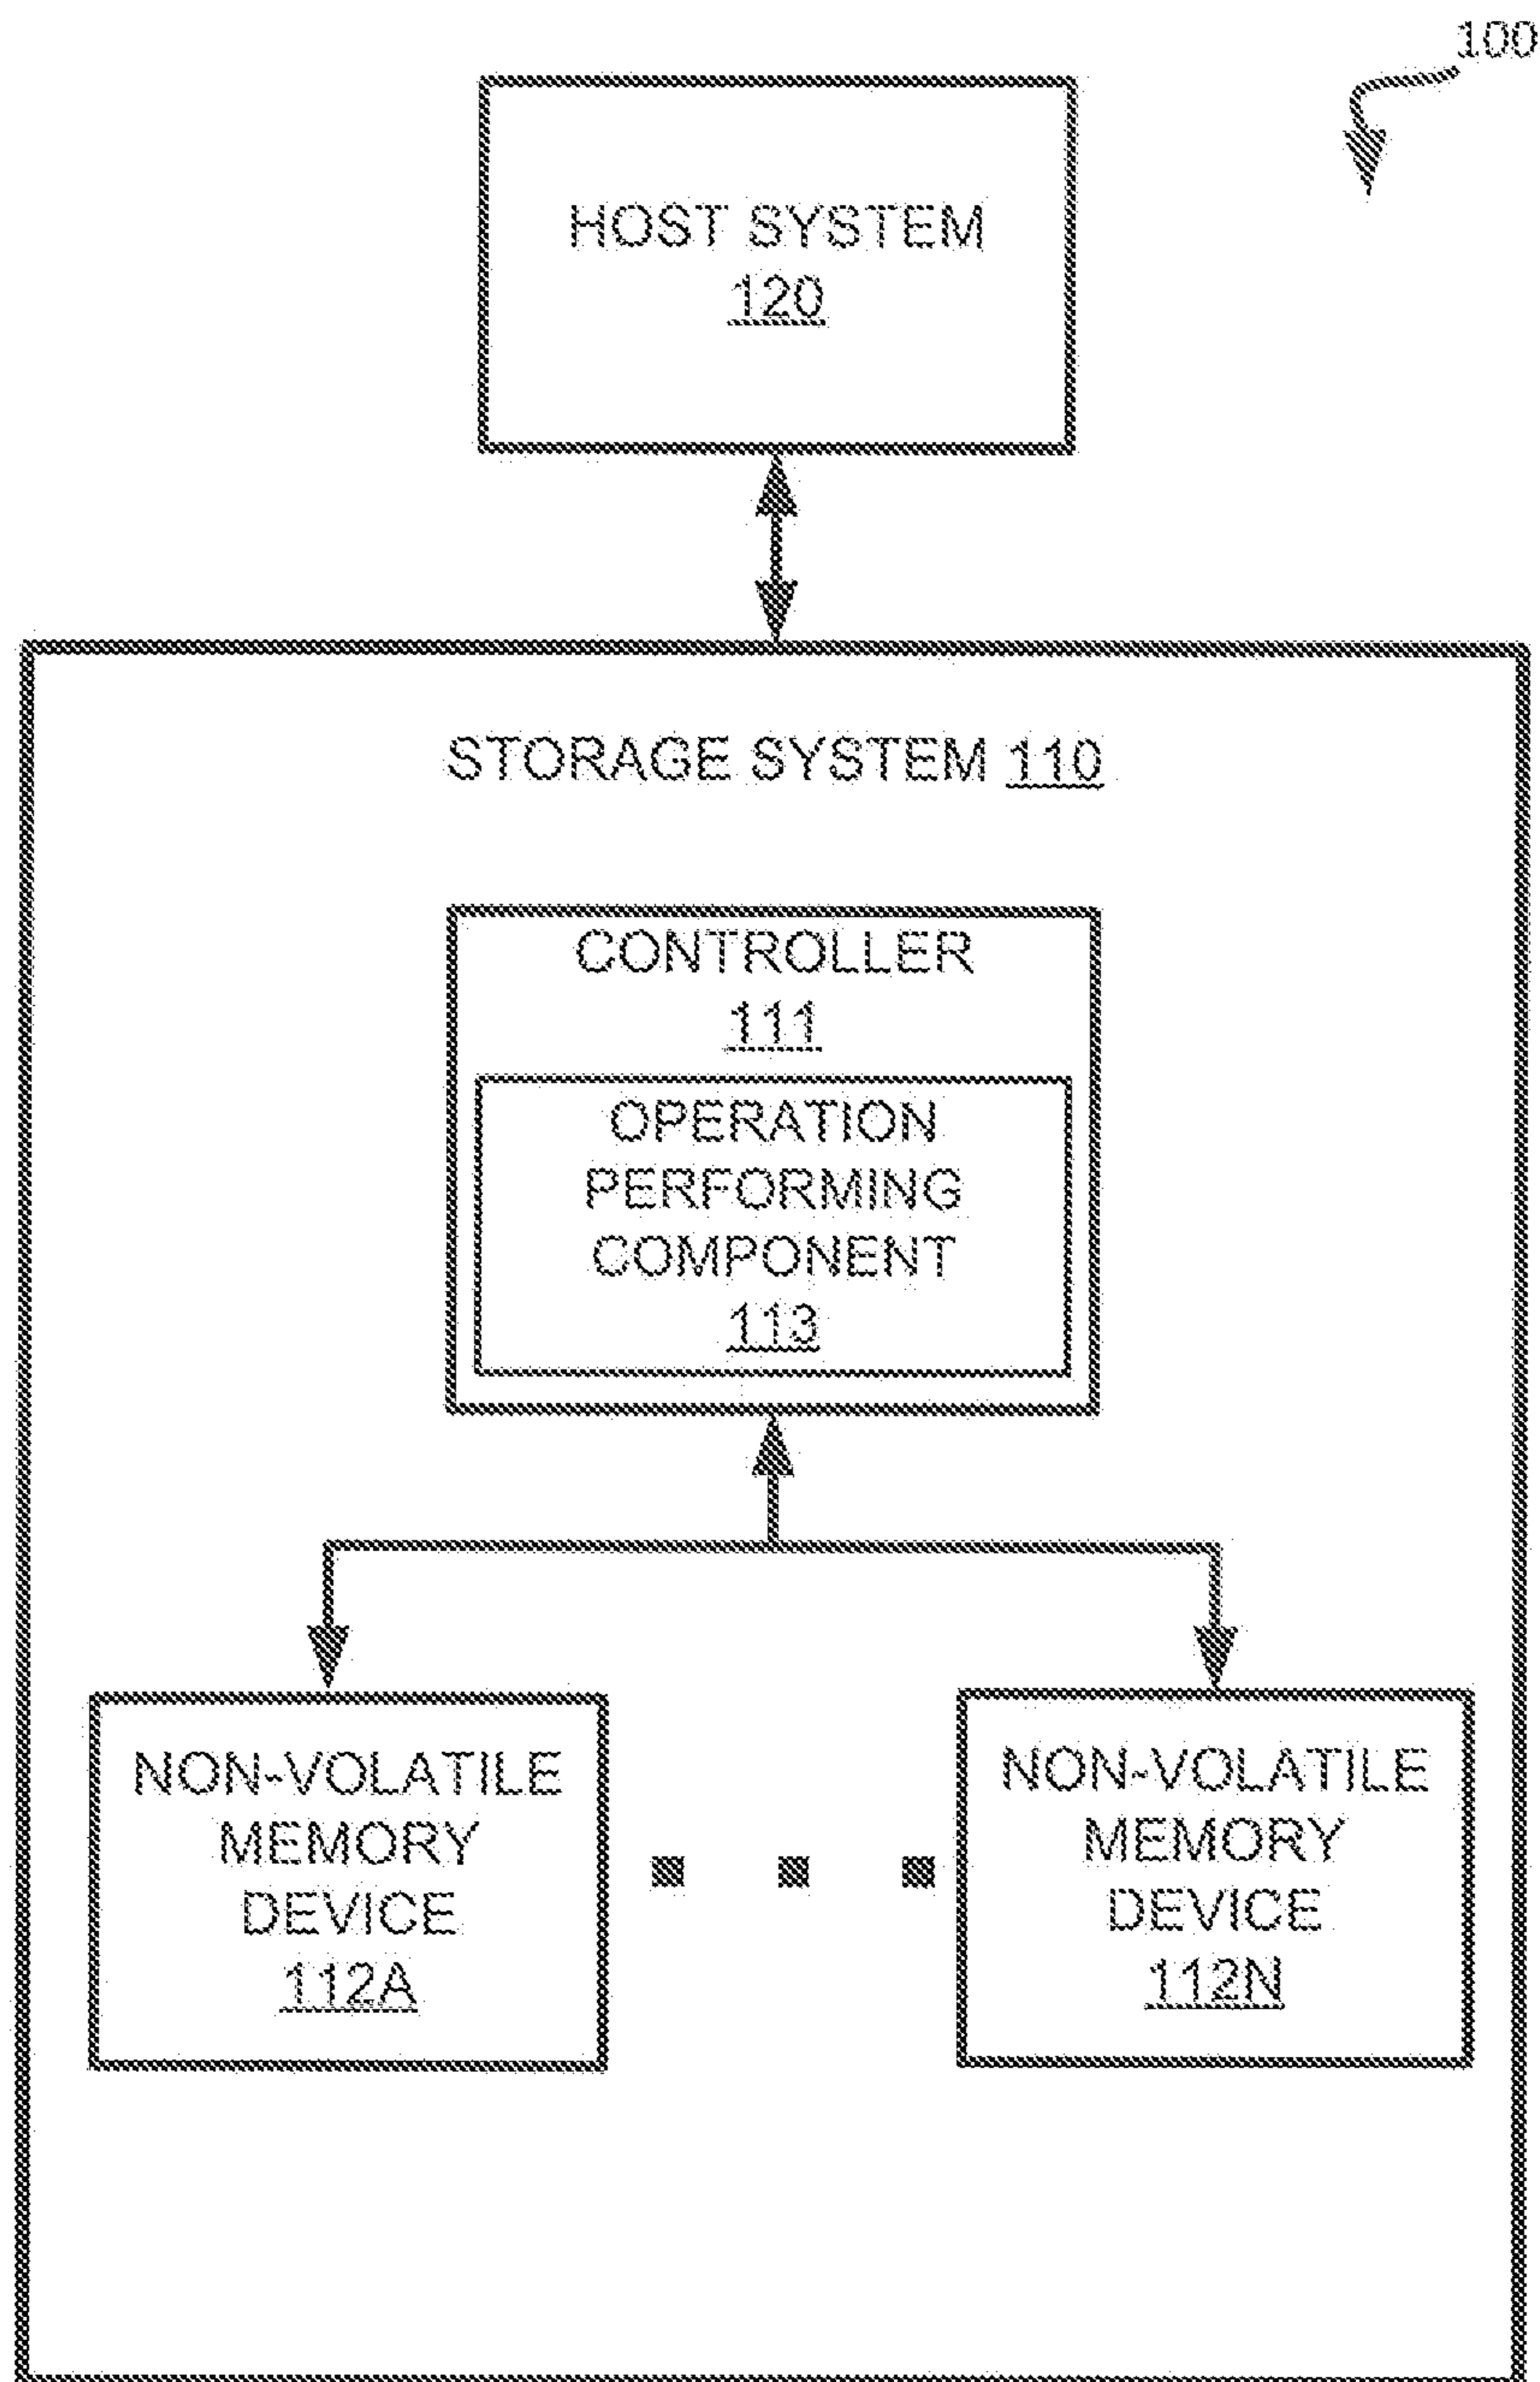 100
HOST SYSTEM
120
STORAGE SYSTEM 110
CONTROLLER
111
OPERATION
PERFORMING
COMPONENT
113
NON-VOLATILE
MEMORY
DEVICE
112A
NON-VOLATILE
MEMORY
DEVICE
112N